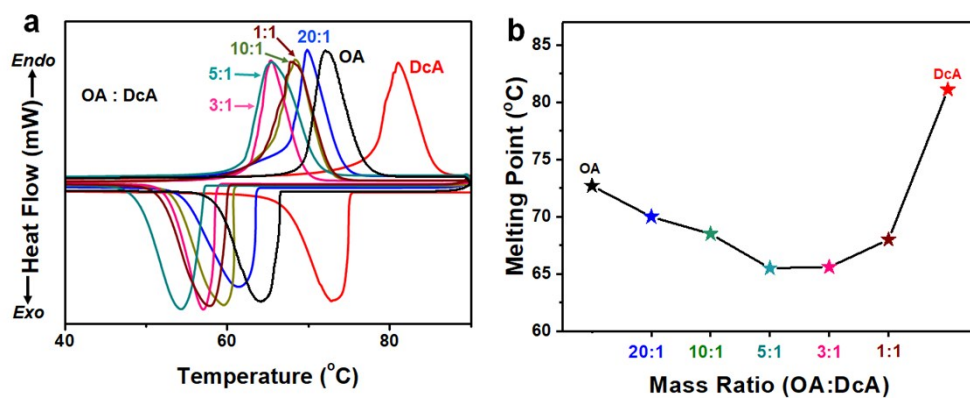 a
Endo
Heat Flow (mW)
Exo
OA : DcA
1:1
20:1
10:1
OA
DcA
5:1
3:1
40
60
80
Temperature (°C)
b
Melting Point (°C)
85
80
75
70
65
60
OA
DcA
20:1
10:1
5:1
3:1
1:1
Mass Ratio (OA:DcA)